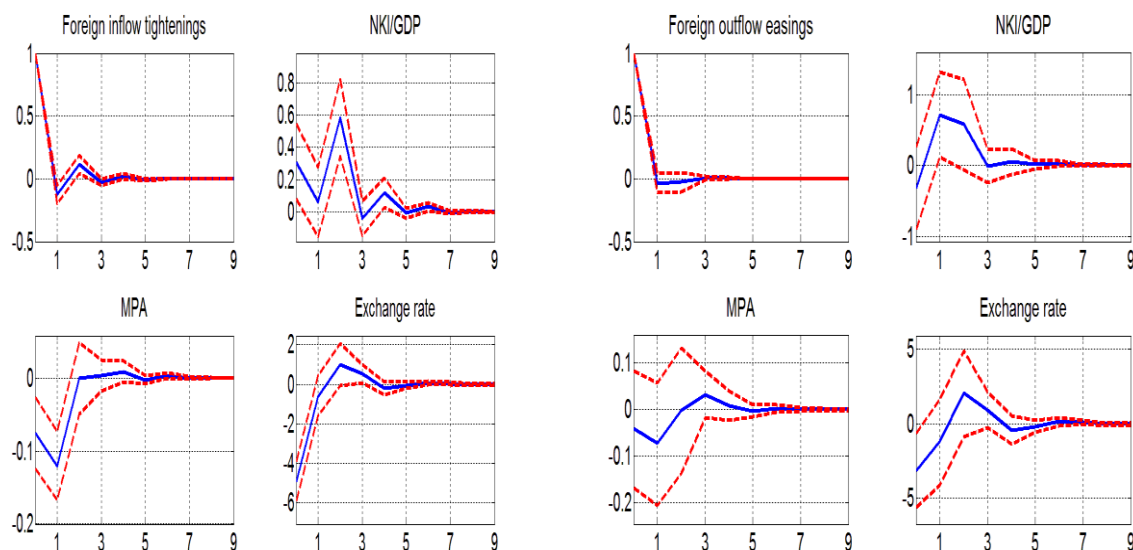 Foreign inflow tightenings
NKI/GDP
Foreign outflow easings
NKI/GDP
1
0.5
0
-0.5
1 3 5 7 9
0.8
0.6
0.4
0.2
0
1 3 5 7 9
1
0.5
0
-0.5
1 3 5 7 9
1
0
-1
1 3 5 7 9
MPA
Exchange rate
MPA
Exchange rate
0
-0.1
-0.2
1 3 5 7 9
2
0
-2
-4
-6
1 3 5 7 9
0.1
0
-0.1
-0.2
1 3 5 7 9
5
0
-5
1 3 5 7 9